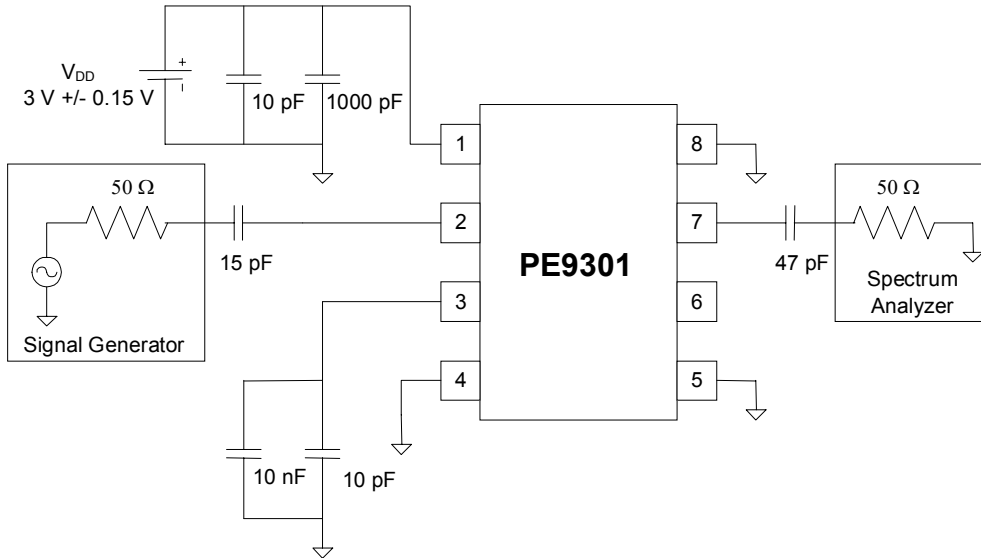 V_DD
3 V +/- 0.15 V
+
10 pF
1000 pF
1
8
50 Ω
50 Ω
2
7
15 pF
PE9301
47 pF
Spectrum
Analyzer
3
6
Signal Generator
4
5
10 nF
10 pF